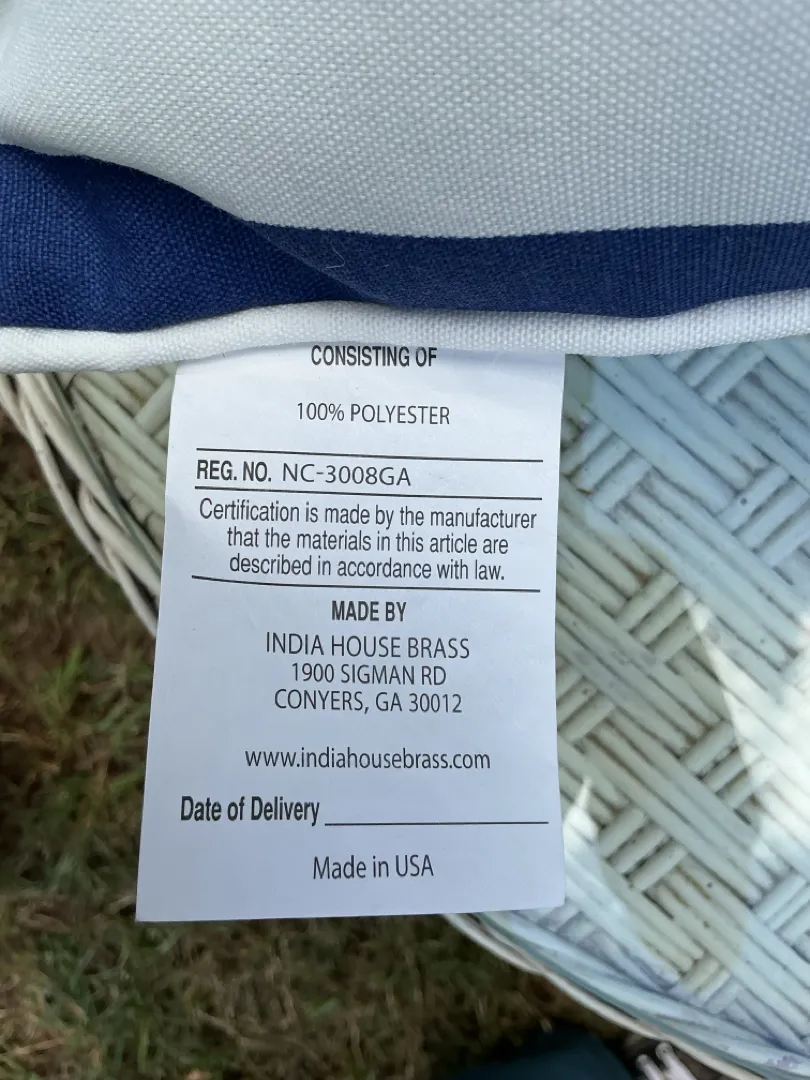 CONSISTING OF
100% POLYESTER
REG. NO. NC-3008GA
Certification is made by the manufacturer
that the materials in this article are
described in accordance with law.
MADE BY
INDIA HOUSE BRASS
1900 SIGMAN RD
CONYERS, GA 30012
www.indiahousebrass.com
Date of Delivery
Made in USA